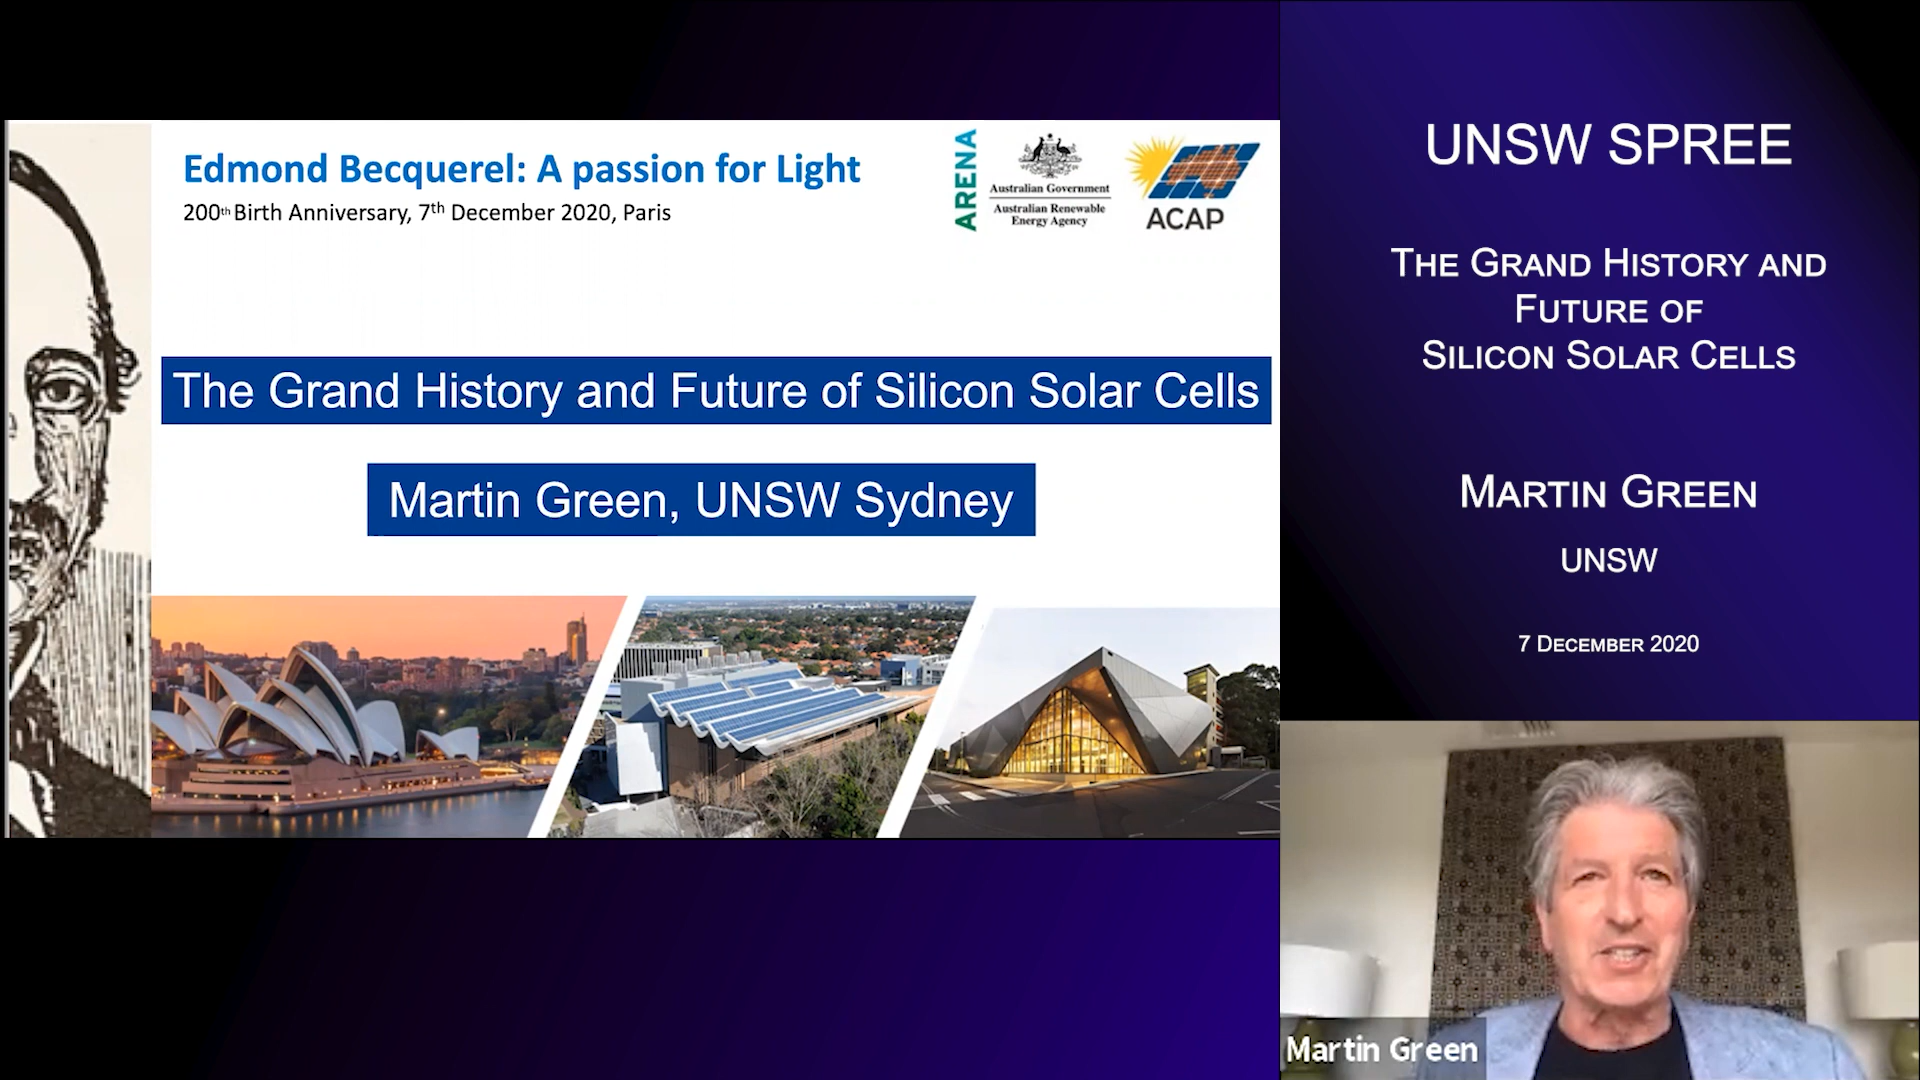 Edmond Becquerel: A passion for Light
200th Birth Anniversary, 7th December 2020, Paris
ARENA
Australian Government
Australian Renewable
Energy Agency
ACAP
The Grand History and Future of Silicon Solar Cells
Martin Green, UNSW Sydney
UNSW SPREE
The Grand History and
Future of
Silicon Solar Cells
Martin Green
UNSW
7 December 2020
Martin Green